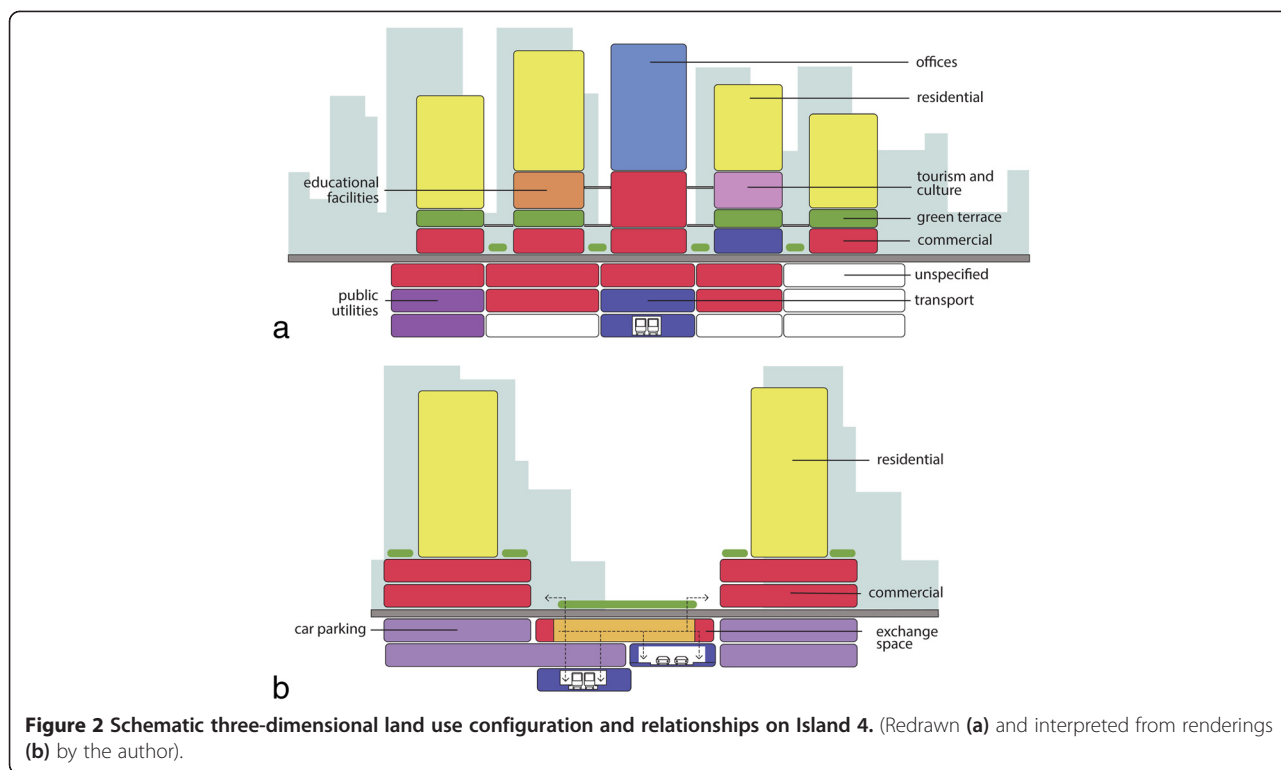 offices
residential
educational
facilities
tourism and
culture
green terrace
commercial
unspecified
public
utilities
transport
a
residential
commercial
car parking
exchange
space
b
Figure 2 Schematic three-dimensional land use configuration and relationships on Island 4. (Redrawn (a) and interpreted from renderings
(b) by the author).